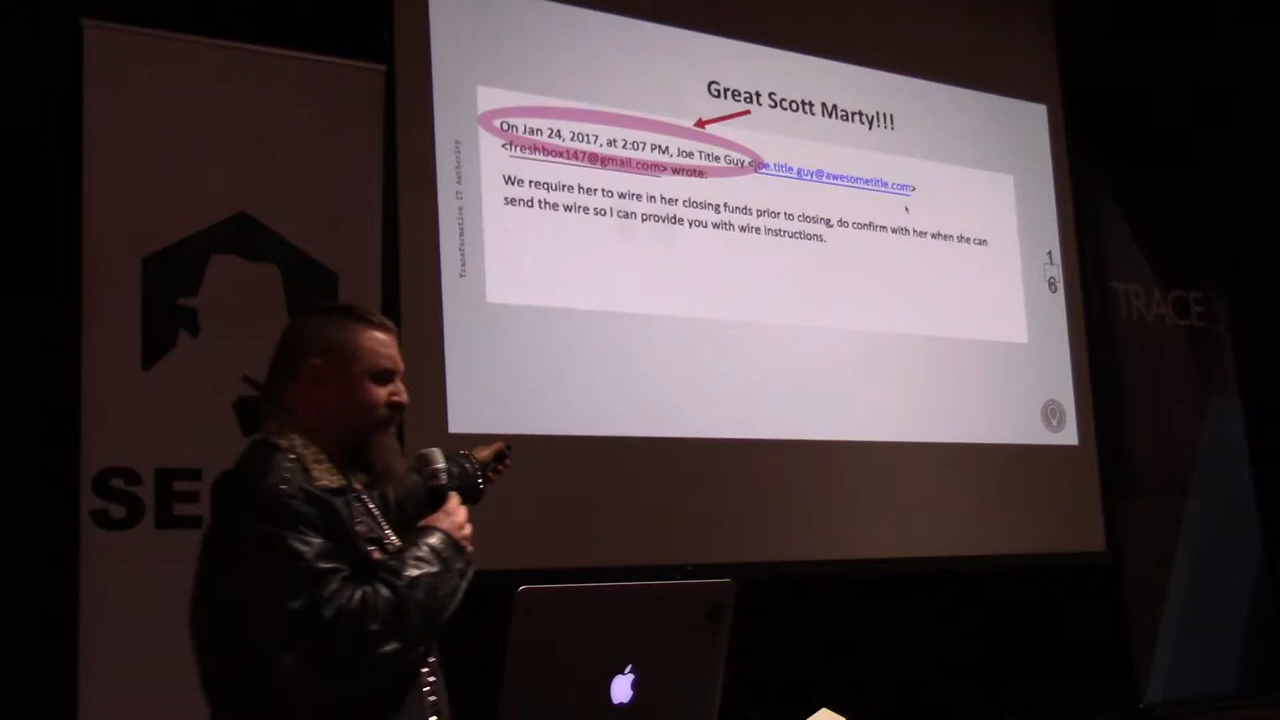 Great Scott Marty!!!
On Jan 24, 2017, at 2:07 PM, Joe Title Guy <joe.title.guy@awesometitle.com>
<freshbox147@gmail.com> wrote:
We require her to wire in her closing funds prior to closing, do confirm with her when she can
send the wire so I can provide you with wire instructions.
Transformative IT Authority
1
6
TRACE
SE